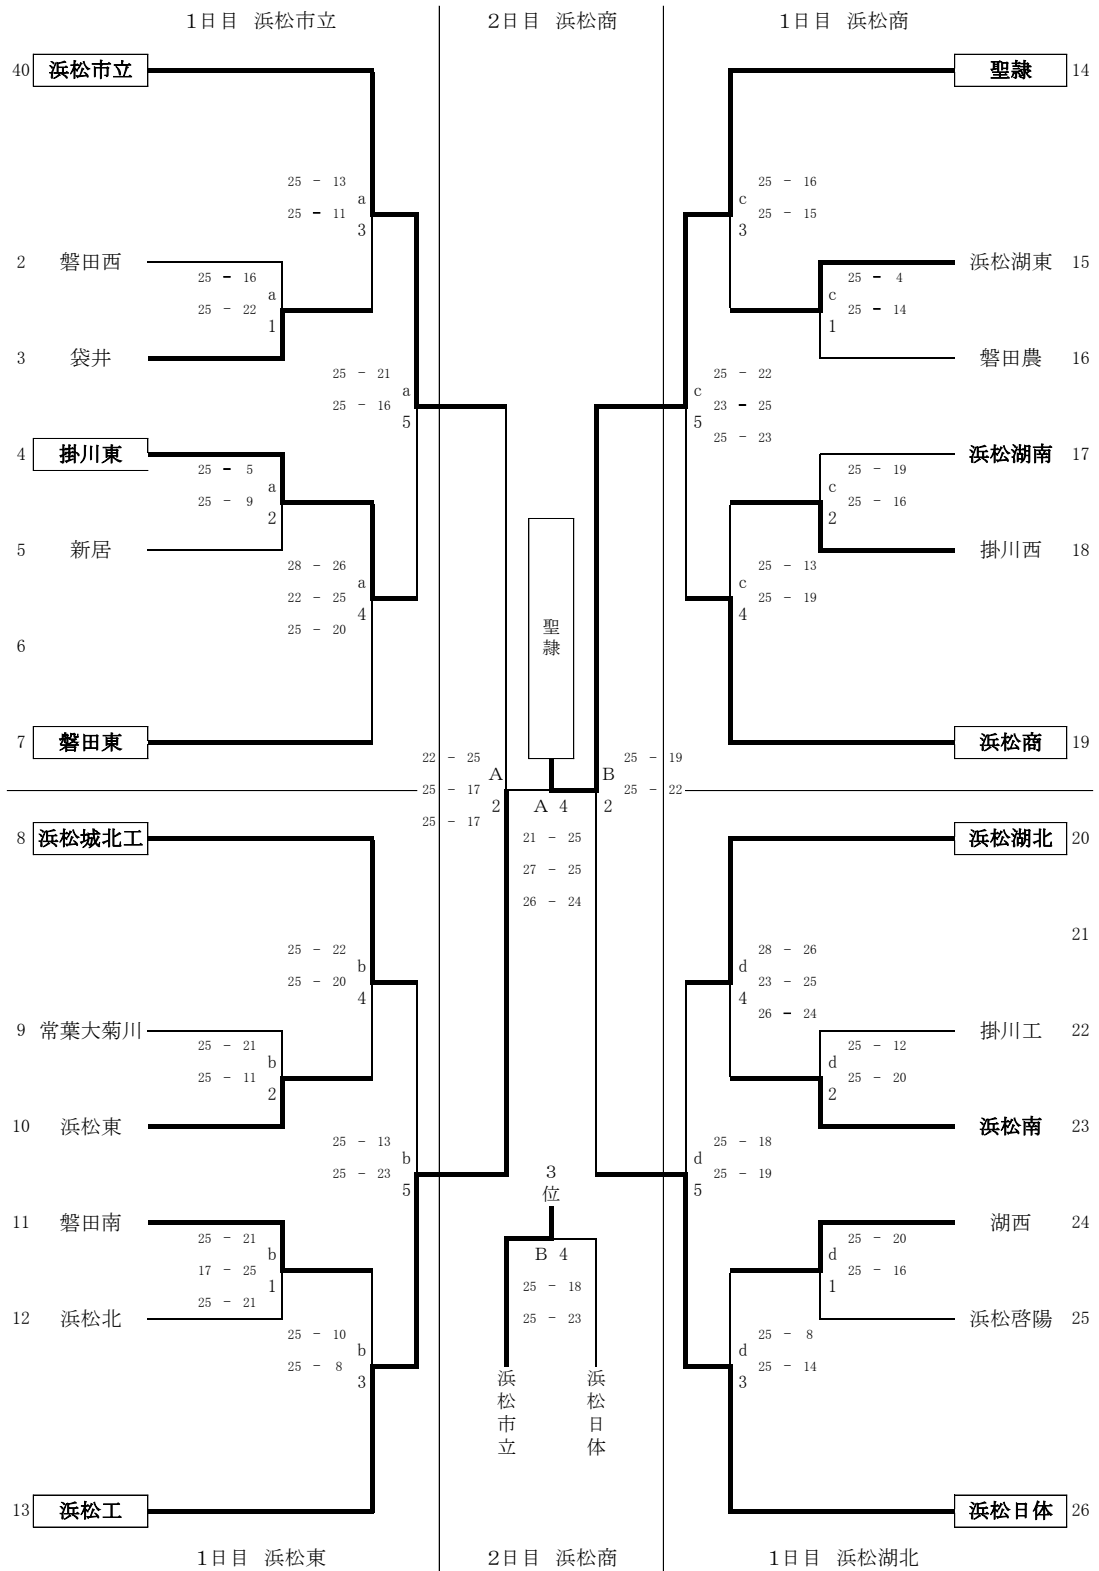 1日目 浜松市立
2日目 浜松商
1日目 浜松商
40 浜松市立
25 － 13
25 － 11
a
3
2 磐田西
25 － 16
25 － 22
a
1
3 袋井
25 － 21
25 － 16
a
5
4 掛川東
25 － 5
25 － 9
a
2
5 新居
28 － 26
22 － 25
25 － 20
a
4
6
7 磐田東
聖隷 14
25 － 16
25 － 15
c
3
浜松湖東 15
25 － 4
25 － 14
c
1
磐田農 16
25 － 22
23 － 25
25 － 23
c
5
浜松湖南 17
25 － 19
25 － 16
c
2
掛川西 18
25 － 13
25 － 19
c
4
浜松商 19
聖隷
22 － 25
25 － 17
25 － 17
A
2
25 － 19
25 － 22
B
2
A 4
21 － 25
27 － 25
26 － 24
8 浜松城北工
25 － 22
25 － 20
b
4
9 常葉大菊川
25 － 21
25 － 11
b
2
10 浜松東
25 － 13
25 － 23
b
5
11 磐田南
25 － 21
17 － 25
25 － 21
b
1
12 浜松北
25 － 10
25 － 8
b
3
13 浜松工
浜松湖北 20
21
28 － 26
23 － 25
26 － 24
d
4
掛川工 22
25 － 12
25 － 20
d
2
浜松南 23
25 － 18
25 － 19
d
5
湖西 24
25 － 20
25 － 16
d
1
浜松啓陽 25
25 － 8
25 － 14
d
3
浜松日体 26
3位
B 4
25 － 18
25 － 23
浜松市立
浜松日体
1日目 浜松東
2日目 浜松商
1日目 浜松湖北